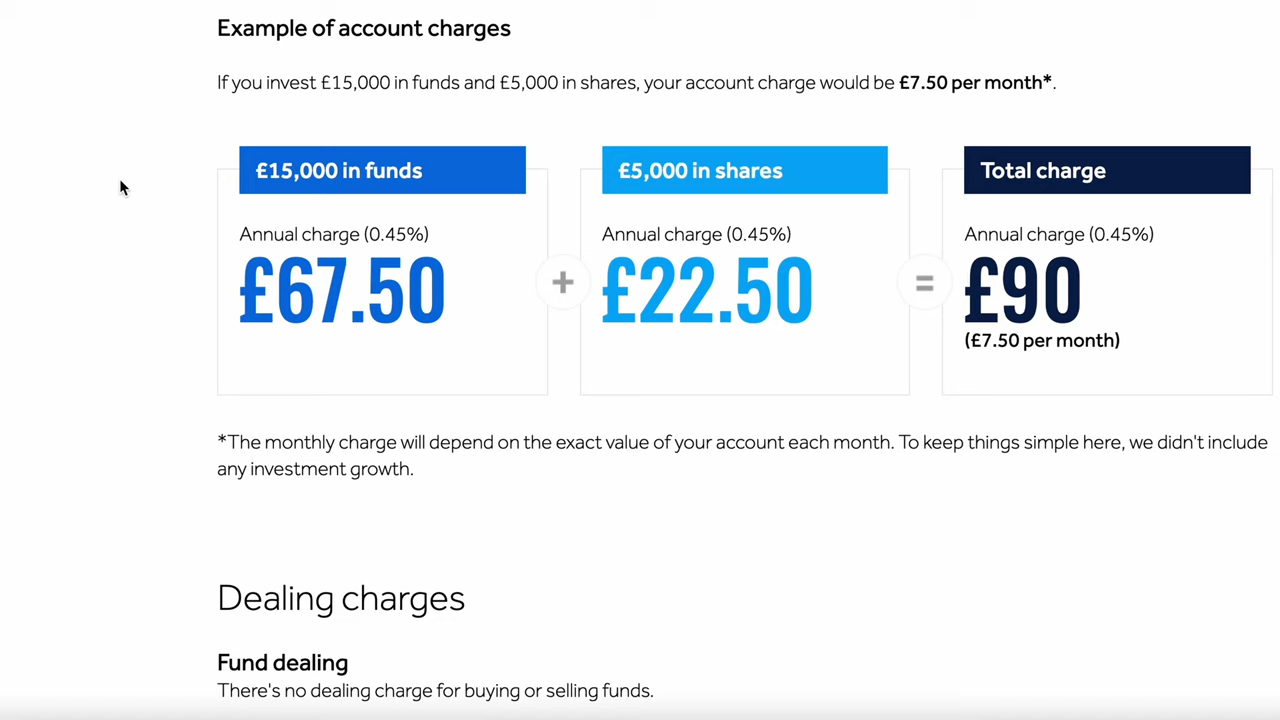 Example of account charges
If you invest £15,000 in funds and £5,000 in shares, your account charge would be £7.50 per month*.
£15,000 in funds
Annual charge (0.45%)
£67.50
+
£5,000 in shares
Annual charge (0.45%)
£22.50
=
Total charge
Annual charge (0.45%)
£90
(£7.50 per month)
*The monthly charge will depend on the exact value of your account each month. To keep things simple here, we didn't include
any investment growth.
Dealing charges
Fund dealing
There's no dealing charge for buying or selling funds.